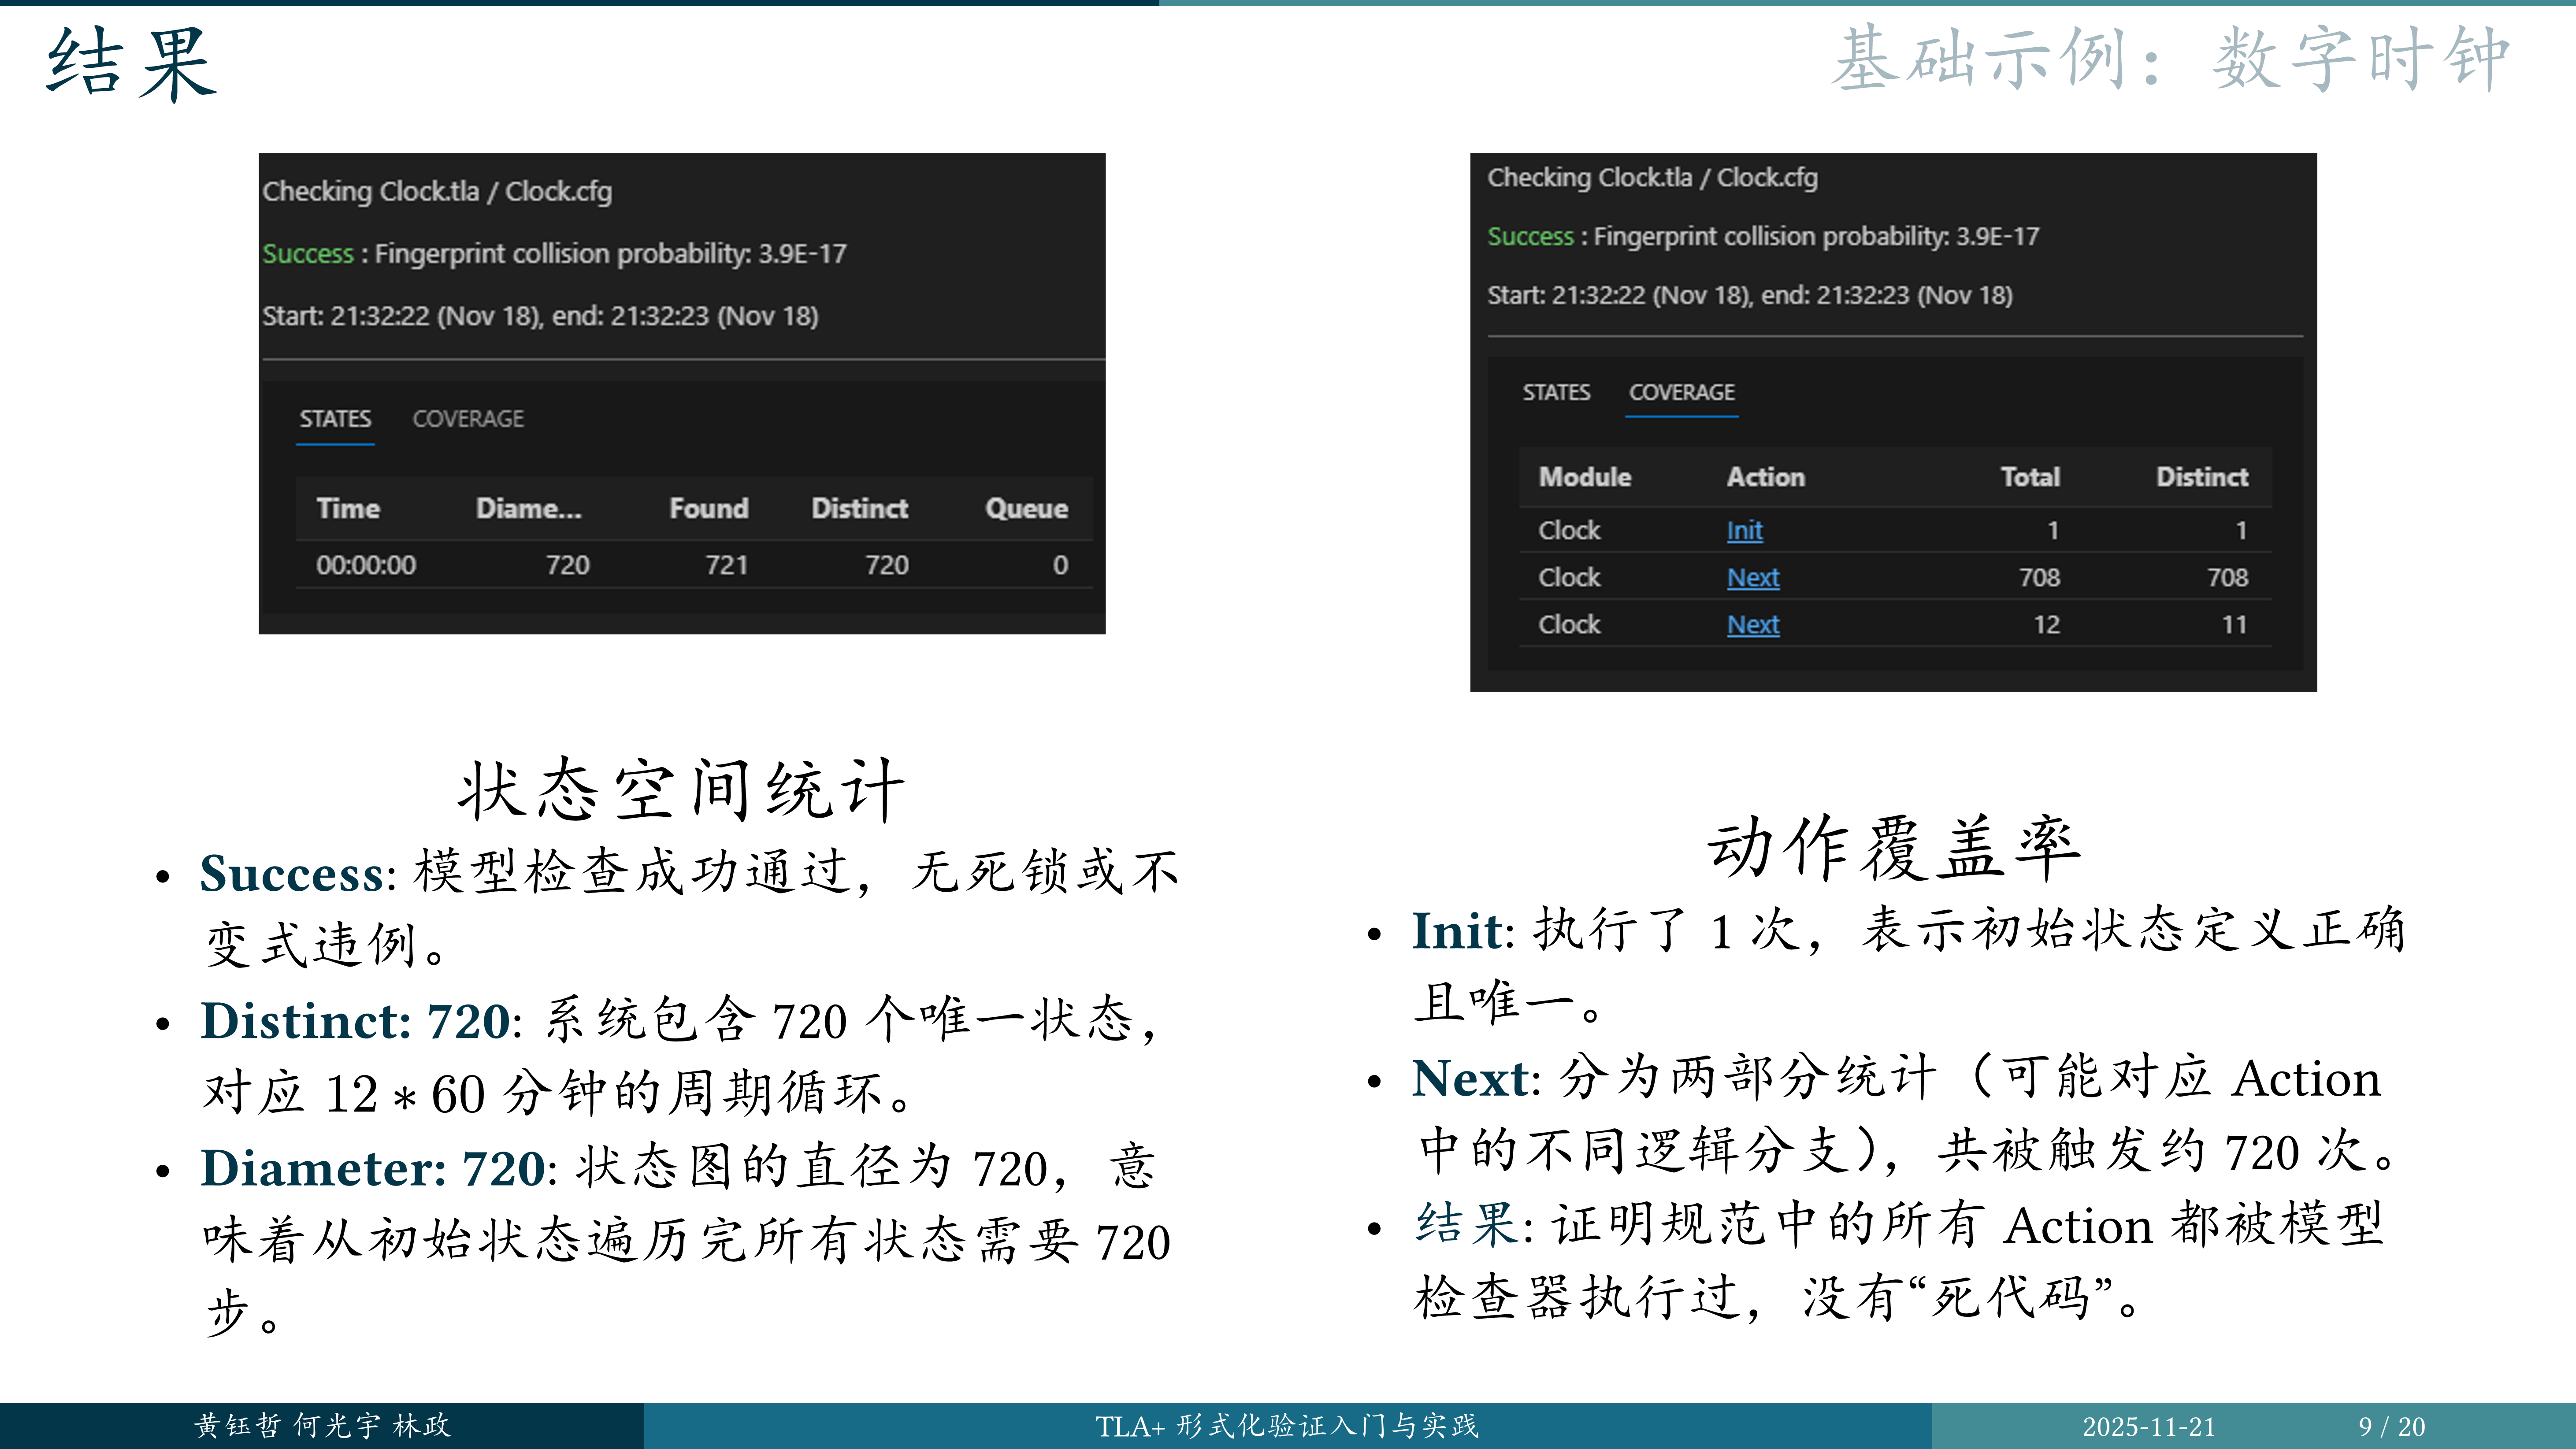 结果
基础示例：数字时钟
Checking Clock.tla / Clock.cfg
Success : Fingerprint collision probability: 3.9E-17
Start: 21:32:22 (Nov 18), end: 21:32:23 (Nov 18)
STATES COVERAGE
Time Diame... Found Distinct Queue
00:00:00 720 721 720 0
状态空间统计
• Success: 模型检查成功通过，无死锁或不
变式违例。
• Distinct: 720: 系统包含 720 个唯一状态，
对应 12 * 60 分钟的周期循环。
• Diameter: 720: 状态图的直径为 720，意
味着从初始状态遍历完所有状态需要 720
步。
Checking Clock.tla / Clock.cfg
Success : Fingerprint collision probability: 3.9E-17
Start: 21:32:22 (Nov 18), end: 21:32:23 (Nov 18)
STATES COVERAGE
Module Action Total Distinct
Clock Init 1 1
Clock Next 708 708
Clock Next 12 11
动作覆盖率
• Init: 执行了 1 次，表示初始状态定义正确
且唯一。
• Next: 分为两部分统计（可能对应 Action
中的不同逻辑分支），共被触发约 720 次。
• 结果: 证明规范中的所有 Action 都被模型
检查器执行过，没有“死代码”。
黄钰哲 何光宇 林政
TLA+ 形式化验证入门与实践
2025-11-21
9 / 20